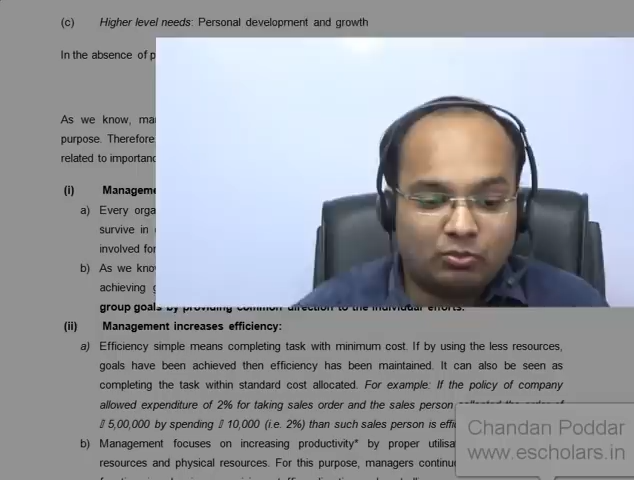 (c) Higher level needs: Personal development and growth
In the absence of p
As we know, ma
purpose. Therefore
related to importanc
(i) Manageme
a) Every orga
survive in
involved for
b) As we kno
achieving g
group goals by providing common direction to the individual efforts.
(ii) Management increases efficiency:
a) Efficiency simple means completing task with minimum cost. If by using the less resources,
goals have been achieved then efficiency has been maintained. It can also be seen as
completing the task within standard cost allocated. For example: If the policy of company
allowed expenditure of 2% for taking sales order and the sales person collected the order of
5,00,000 by spending 10,000 (i.e. 2%) than such sales person is effi
b) Management focuses on increasing productivity* by proper utilisa
resources and physical resources. For this purpose, managers continu
Chandan Poddar
www.escholars.in